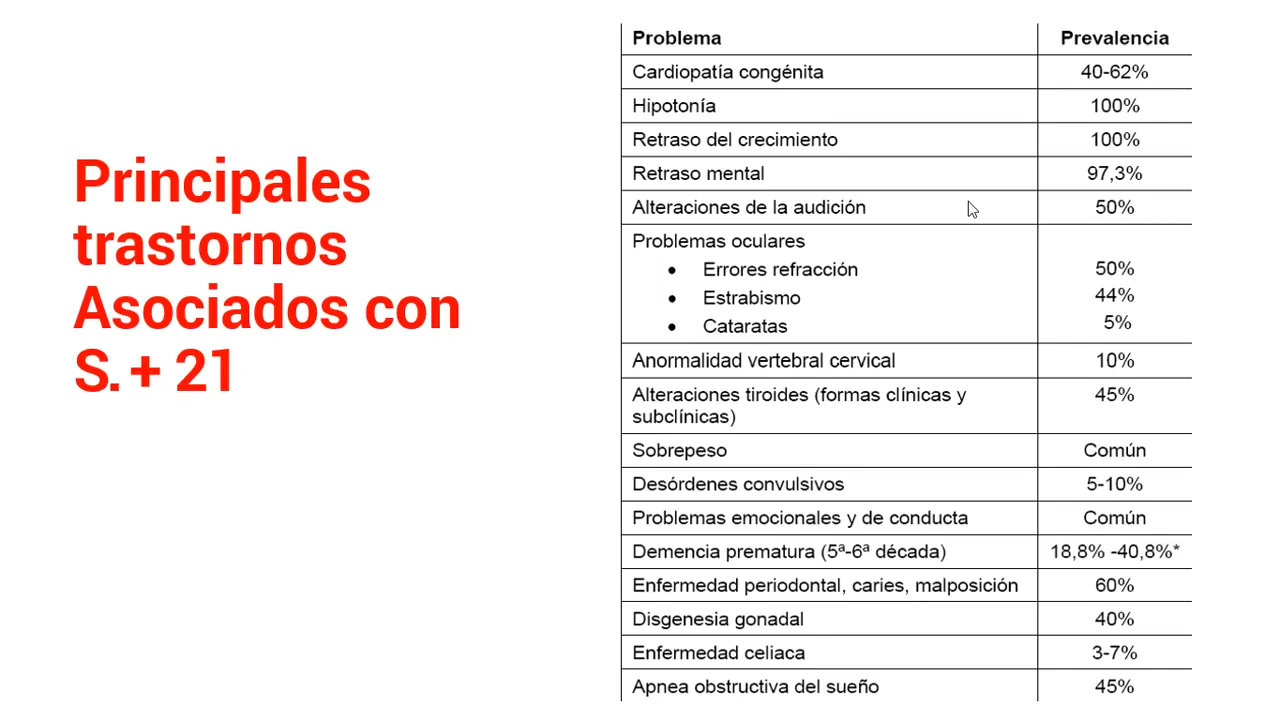 Principales
trastornos
Asociados con
S. + 21
Problema Prevalencia
Cardiopatía congénita 40-62%
Hipotonía 100%
Retraso del crecimiento 100%
Retraso mental 97,3%
Alteraciones de la audición 50%
Problemas oculares
• Errores refracción 50%
• Estrabismo 44%
• Cataratas 5%
Anormalidad vertebral cervical 10%
Alteraciones tiroides (formas clínicas y 45%
subclínicas)
Sobrepeso Común
Desórdenes convulsivos 5-10%
Problemas emocionales y de conducta Común
Demencia prematura (5ª-6ª década) 18,8% -40,8%*
Enfermedad periodontal, caries, malposición 60%
Disgenesia gonadal 40%
Enfermedad celiaca 3-7%
Apnea obstructiva del sueño 45%